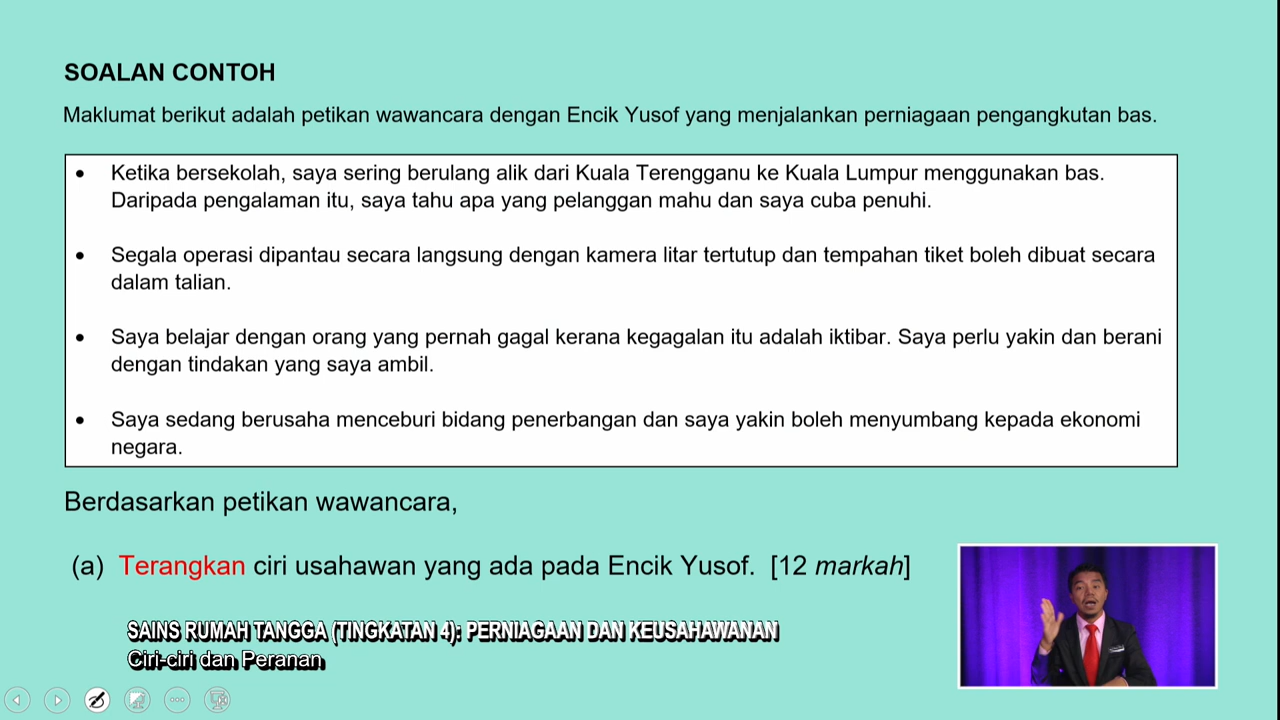 SOALAN CONTOH
Maklumat berikut adalah petikan wawancara dengan Encik Yusof yang menjalankan perniagaan pengangkutan bas.
• Ketika bersekolah, saya sering berulang alik dari Kuala Terengganu ke Kuala Lumpur menggunakan bas.
Daripada pengalaman itu, saya tahu apa yang pelanggan mahu dan saya cuba penuhi.
• Segala operasi dipantau secara langsung dengan kamera litar tertutup dan tempahan tiket boleh dibuat secara
dalam talian.
• Saya belajar dengan orang yang pernah gagal kerana kegagalan itu adalah iktibar. Saya perlu yakin dan berani
dengan tindakan yang saya ambil.
• Saya sedang berusaha menceburi bidang penerbangan dan saya yakin boleh menyumbang kepada ekonomi
negara.
Berdasarkan petikan wawancara,
(a) Terangkan ciri usahawan yang ada pada Encik Yusof. [12 markah]
SAINS RUMAH TANGGA (TINGKATAN 4): PERNIAGAAN DAN KEUSAHAWANAN
Ciri-ciri dan Peranan